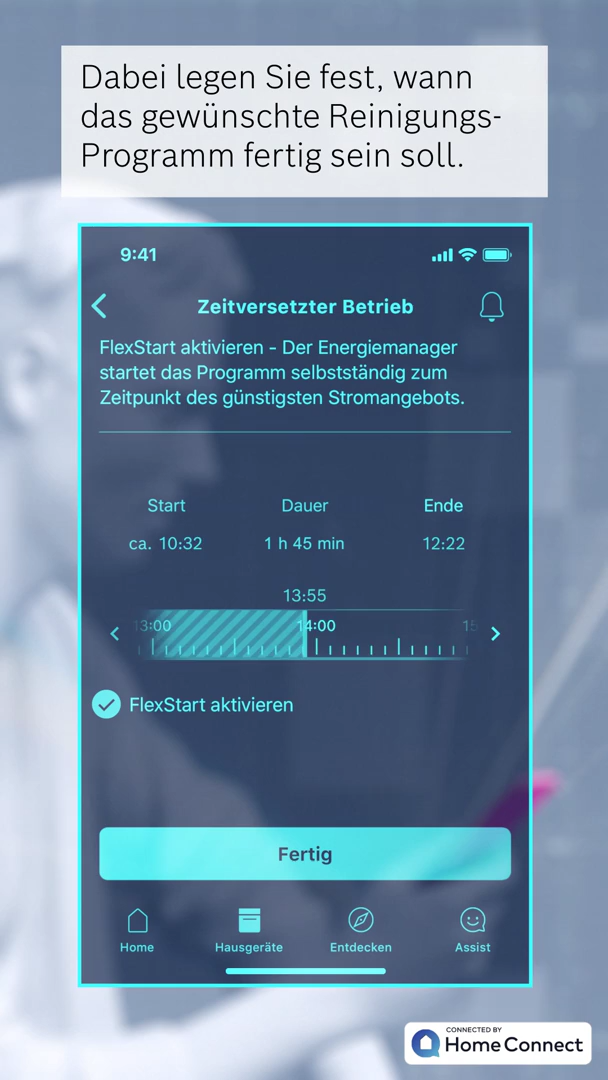 Dabei legen Sie fest, wann
das gewünschte Reinigungs-
Programm fertig sein soll.
9:41
Zeitversetzter Betrieb
FlexStart aktivieren - Der Energiemanager
startet das Programm selbstständig zum
Zeitpunkt des günstigsten Stromangebots.
Start Dauer Ende
ca. 10:32 1 h 45 min 12:22
13:55
13:00 14:00 15
FlexStart aktivieren
Fertig
Home Hausgeräte Entdecken Assist
CONNECTED BY
Home Connect